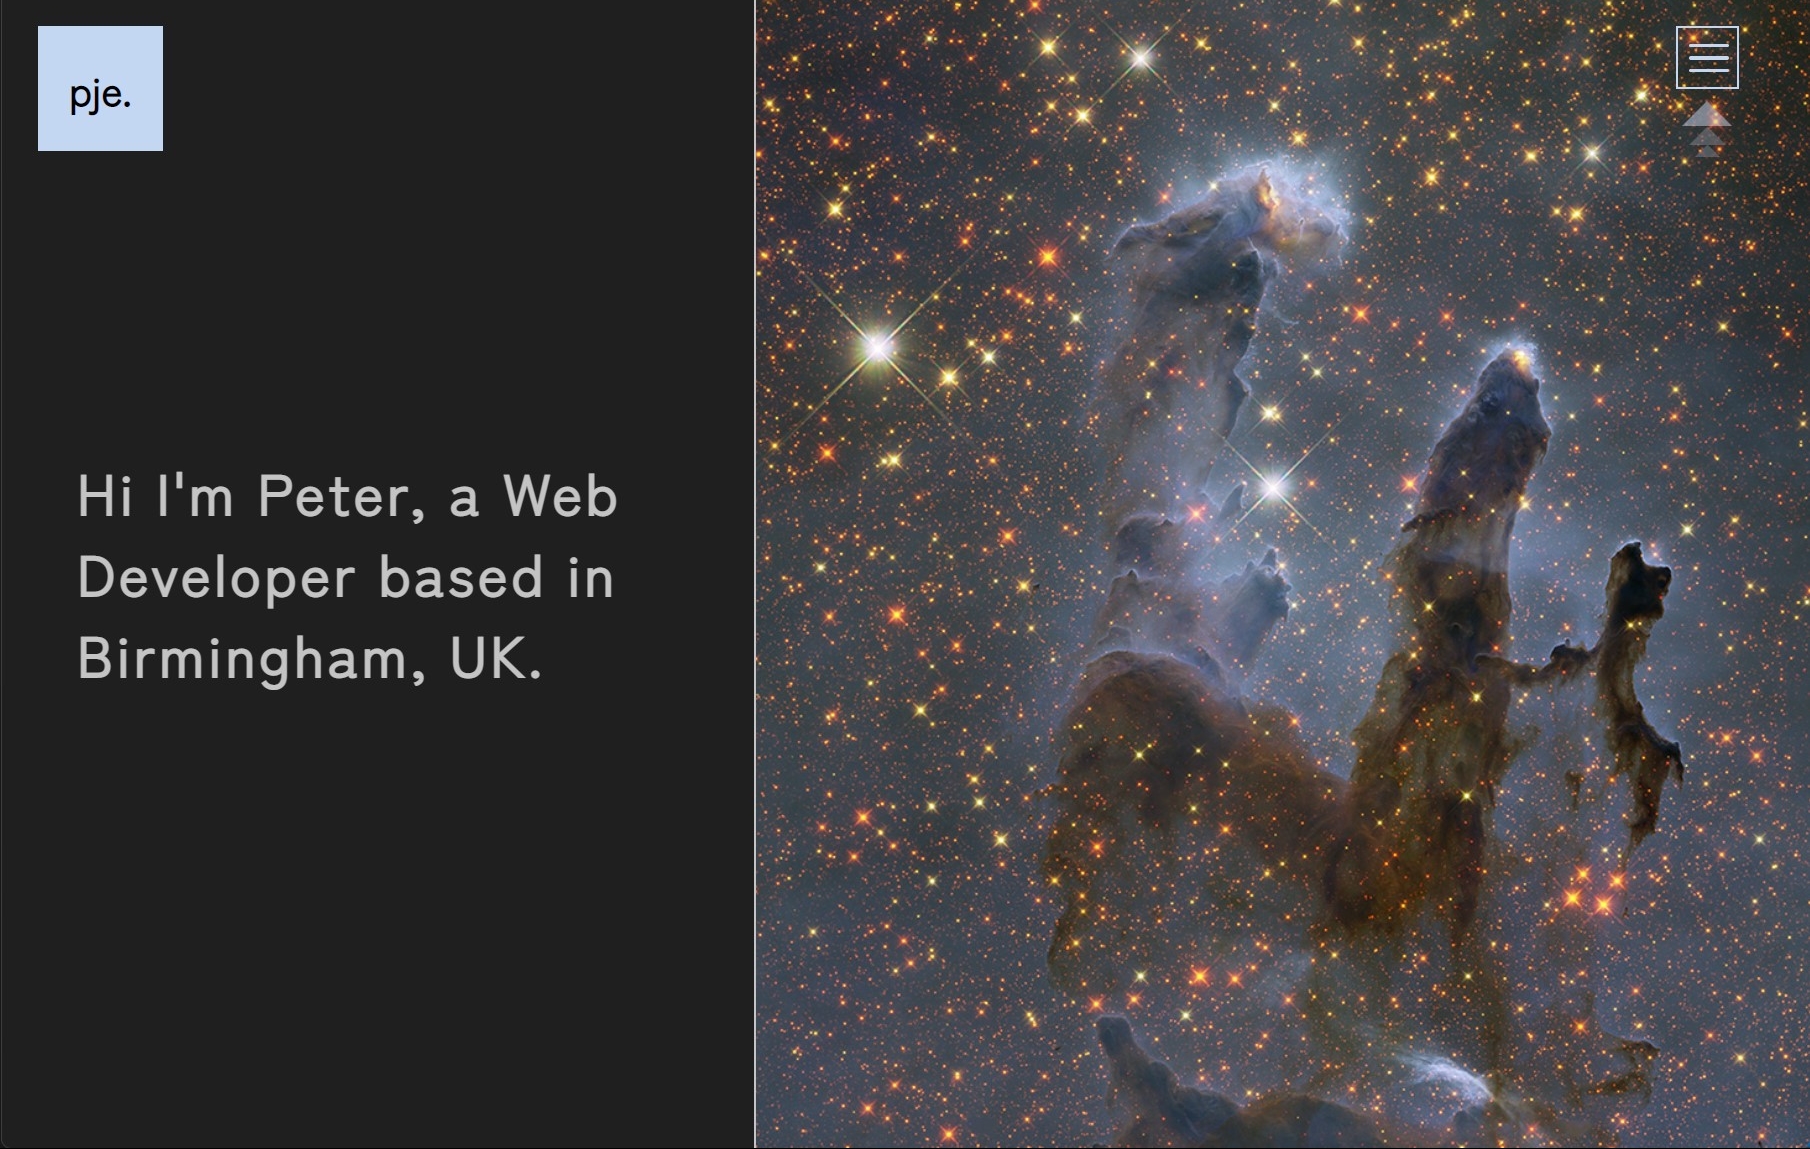 pje.
Hi I'm Peter, a Web
Developer based in
Birmingham, UK.